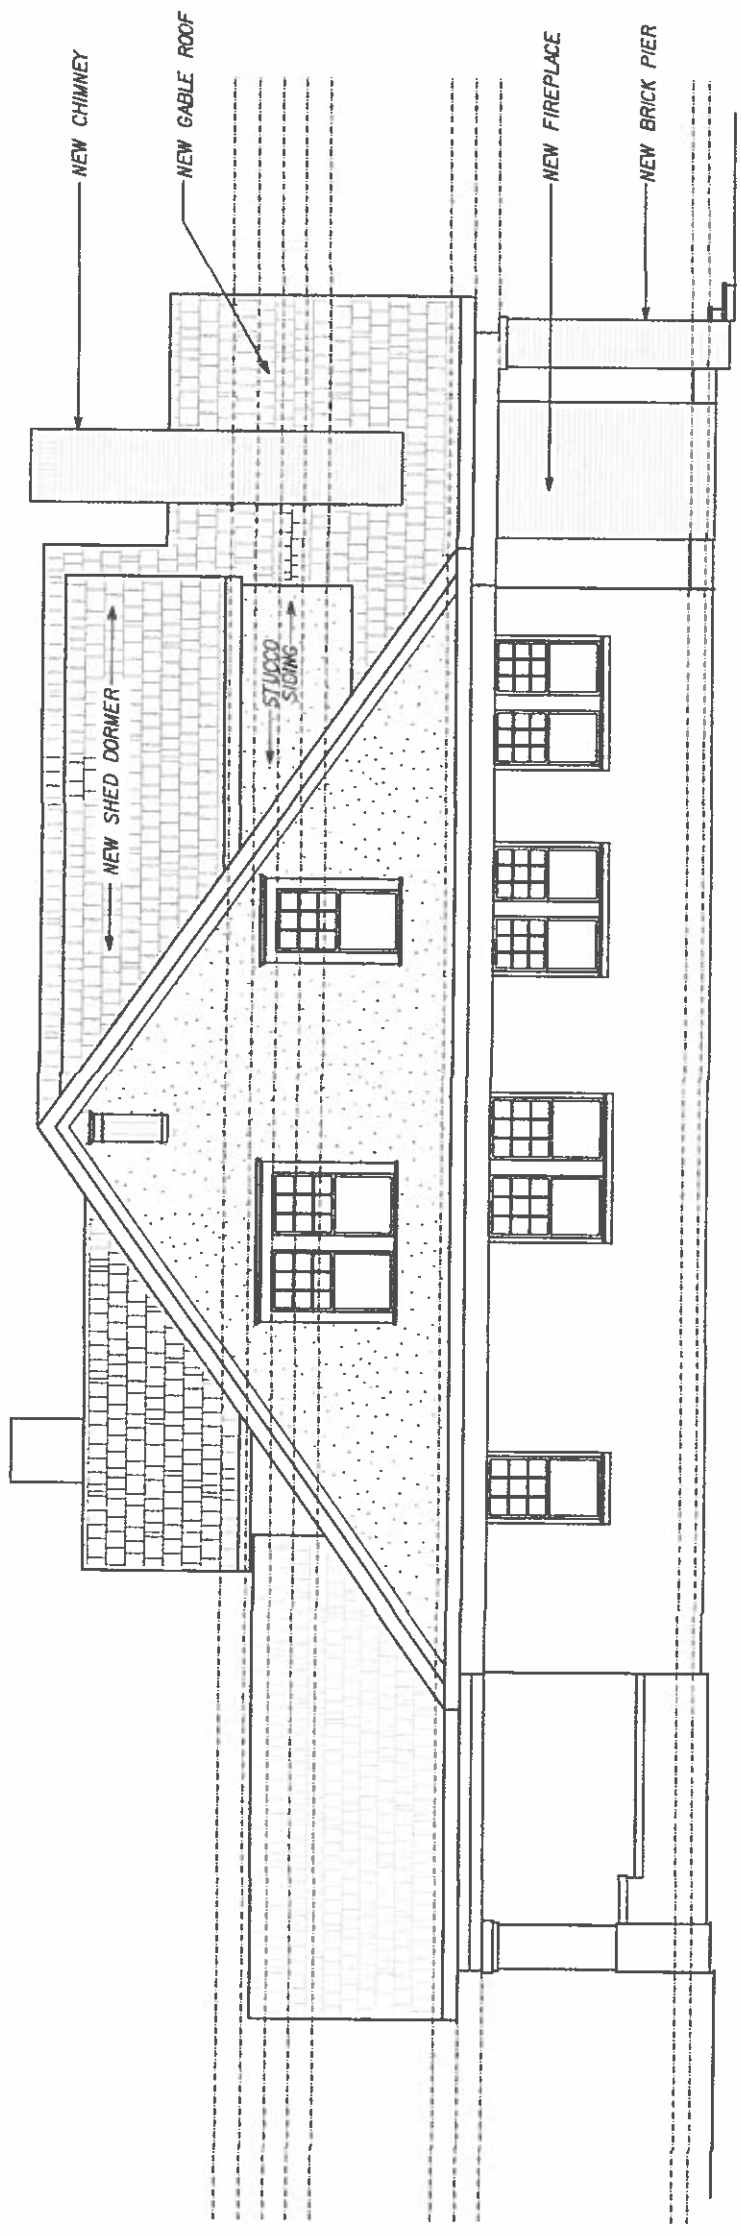 NEW CHIMNEY
NEW GABLE ROOF
NEW SHED DORMER
STUCCO
SIDING
NEW FIREPLACE
NEW BRICK PIER